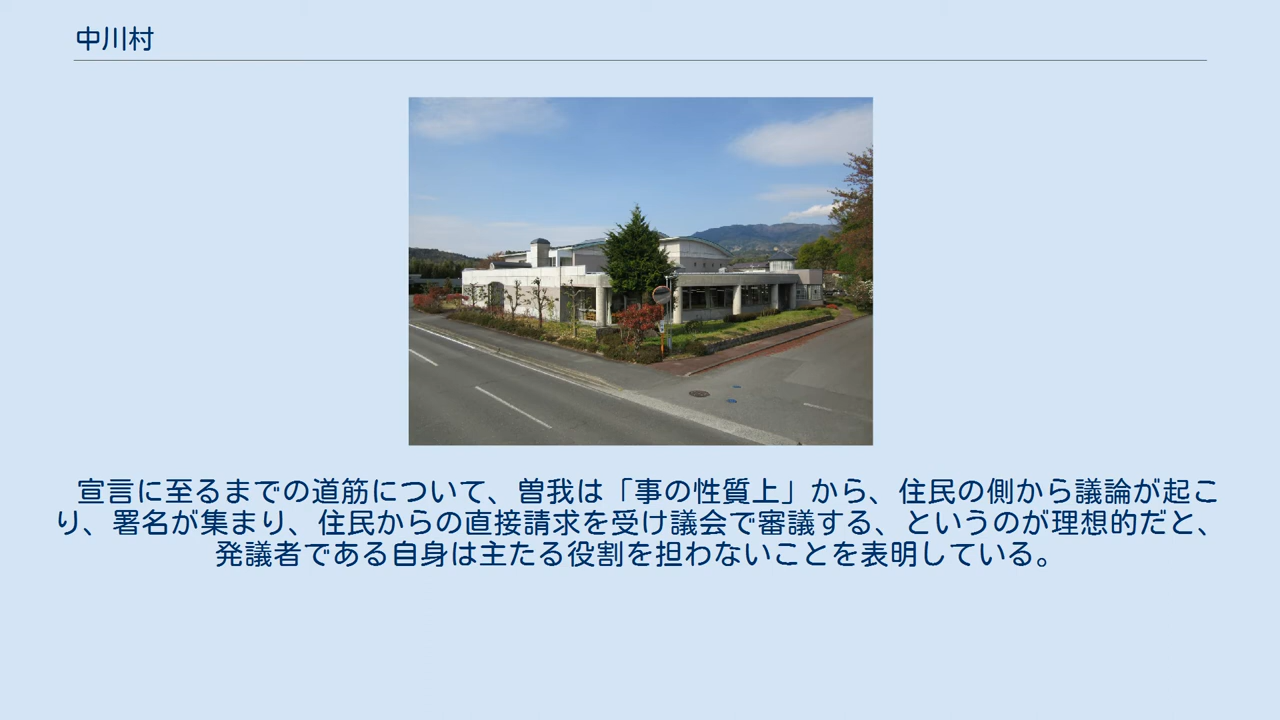 中川村
宣言に至るまでの道筋について、曽我は「事の性質上」から、住民の側から議論が起こ
り、署名が集まり、住民からの直接請求を受け議会で審議する、というのが理想的だと、
発議者である自身は主たる役割を担わないことを表明している。